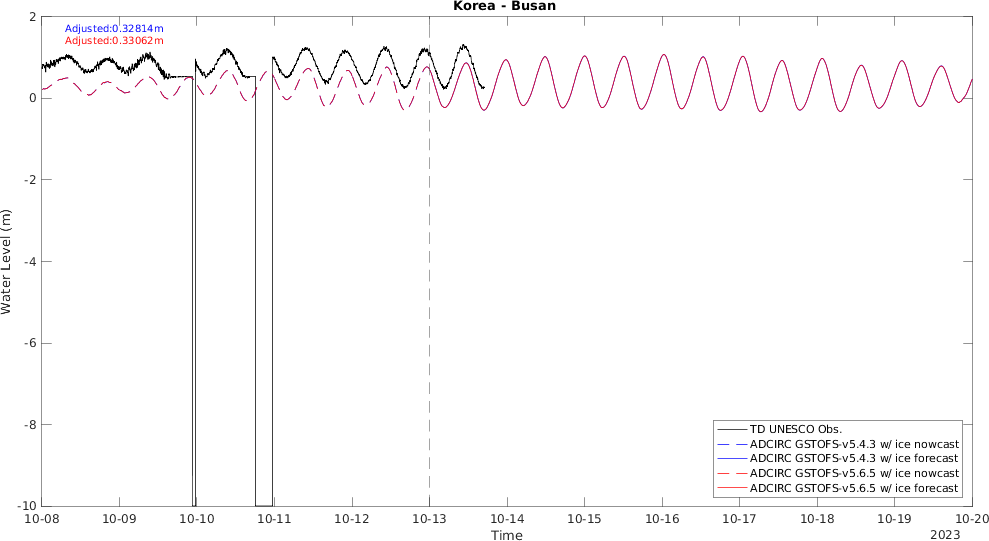 Korea - Busan
Adjusted:0.32814m
Adjusted:0.33062m
2
0
-2
-4
-6
-8
-10
Water Level (m)
10-08 10-09 10-10 10-11 10-12 10-13 10-14 10-15 10-16 10-17 10-18 10-19 10-20
Time
2023
TD UNESCO Obs.
ADCIRC GSTOFS-v5.4.3 w/ ice nowcast
ADCIRC GSTOFS-v5.4.3 w/ ice forecast
ADCIRC GSTOFS-v5.6.5 w/ ice nowcast
ADCIRC GSTOFS-v5.6.5 w/ ice forecast